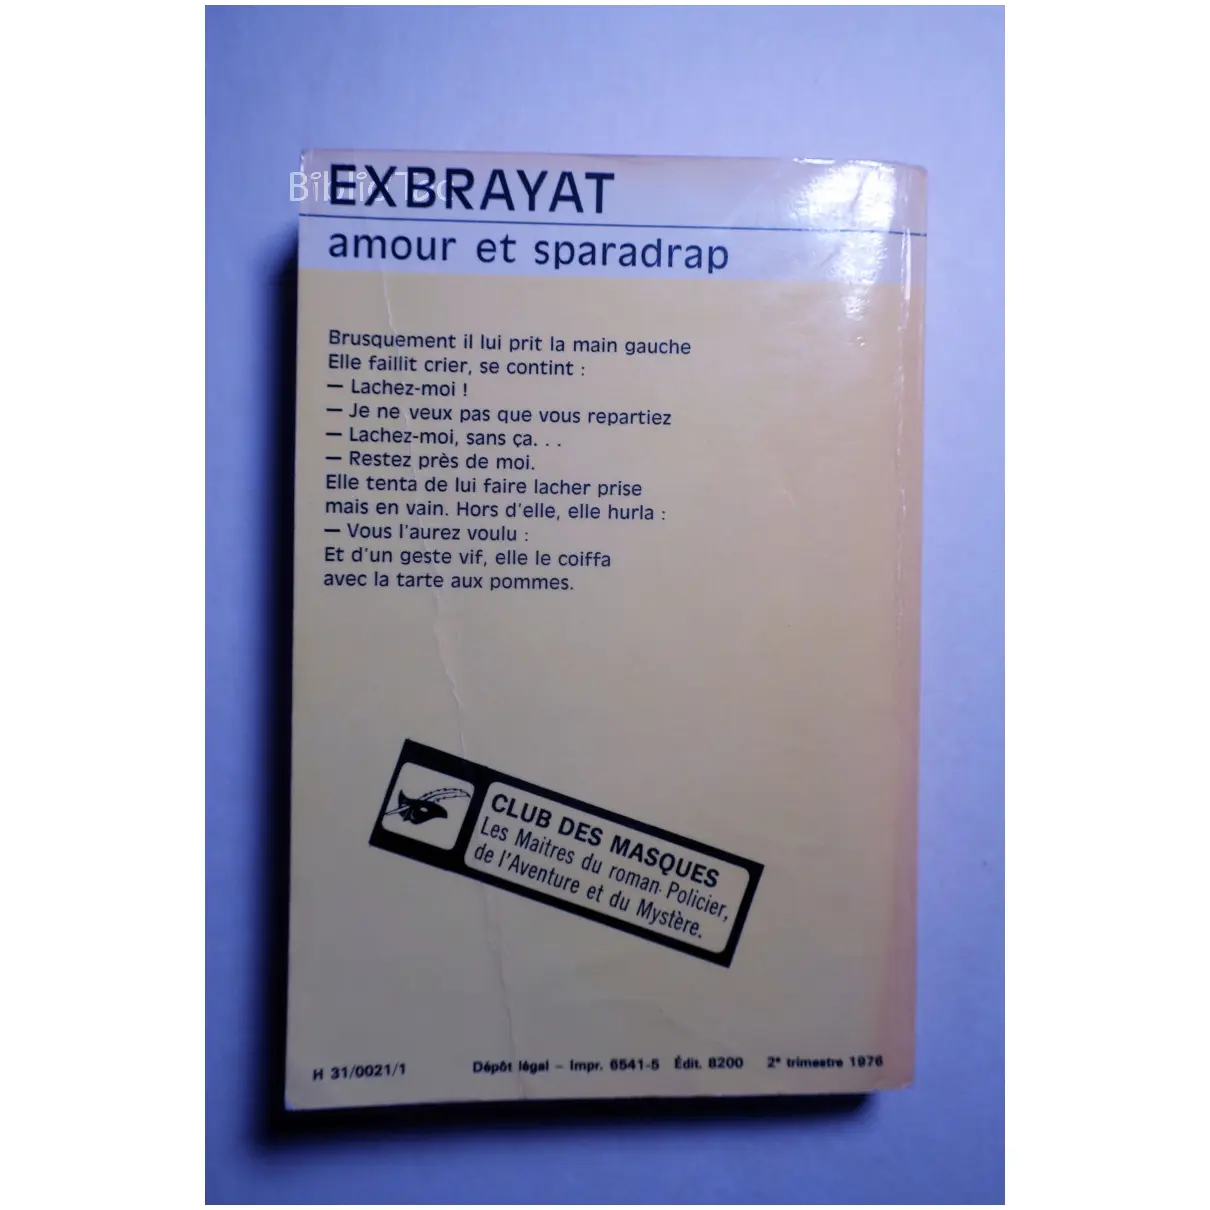 EXBRAYAT
amour et sparadrap
Brusquement il lui prit la main gauche
Elle faillit crier, se contint :
— Lachez-moi !
— Je ne veux pas que vous repartiez
— Lachez-moi, sans ça. . .
— Restez près de moi.
Elle tenta de lui faire lacher prise
mais en vain. Hors d'elle, elle hurla :
— Vous l'aurez voulu :
Et d'un geste vif, elle le coiffa
avec la tarte aux pommes.
CLUB DES MASQUES
Les Maitres du roman. Policier,
de l'Aventure et du Mystère.
H 31/0021/1 Dépôt légal – Impr. 6541-5 Édit. 8200 2e trimestre 1976